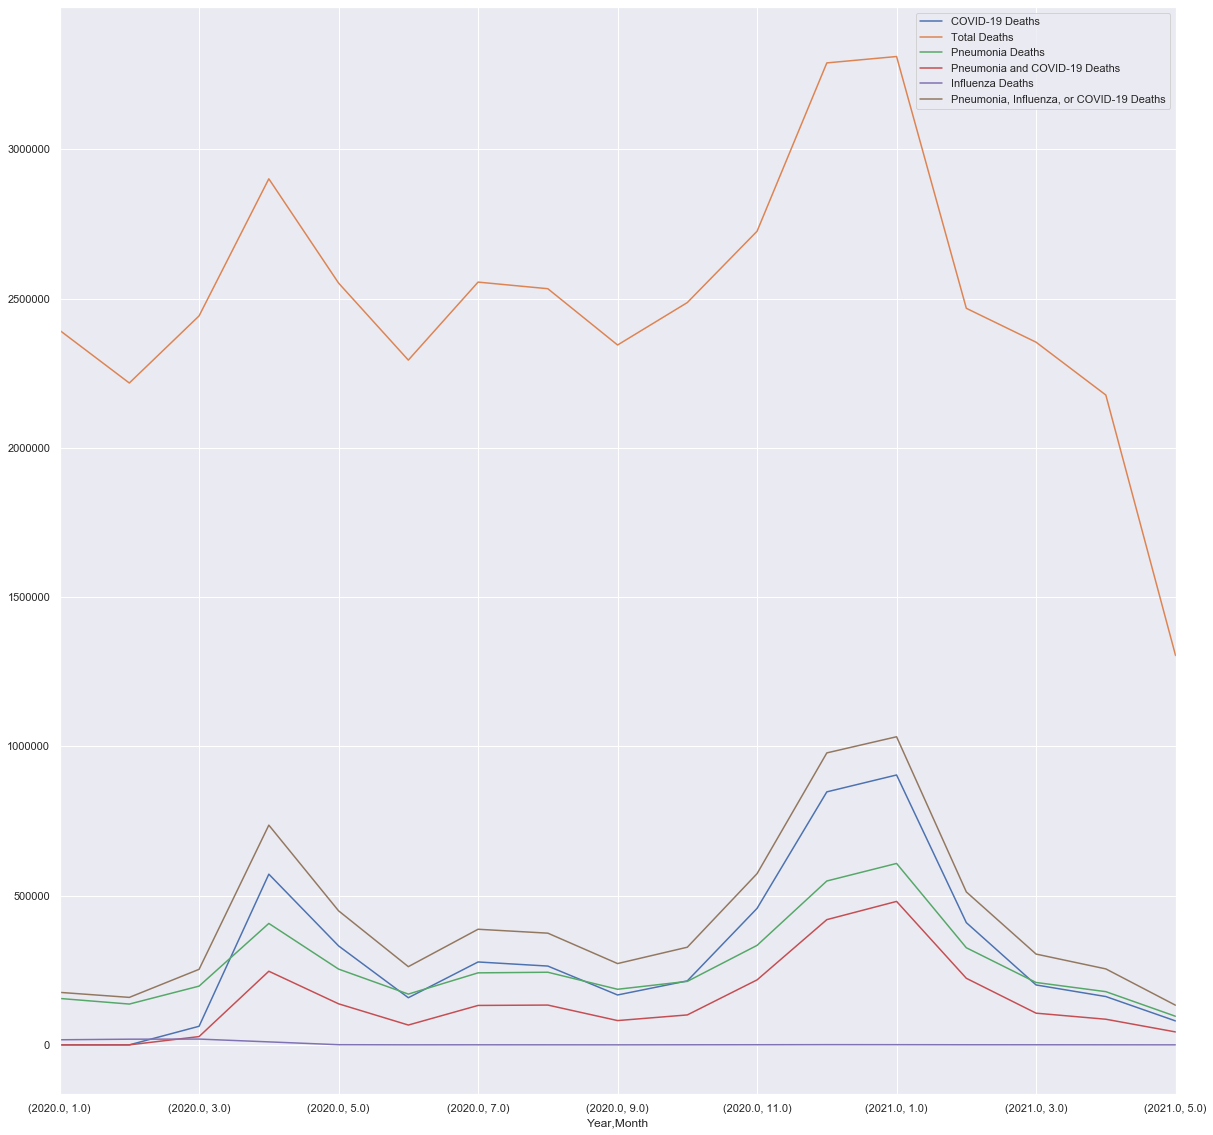 COVID-19 Deaths
Total Deaths
Pneumonia Deaths
Pneumonia and COVID-19 Deaths
Influenza Deaths
Pneumonia, Influenza, or COVID-19 Deaths
3000000
2500000
2000000
1500000
1000000
500000
0
(2020.0, 1.0) (2020.0, 3.0) (2020.0, 5.0) (2020.0, 7.0) (2020.0, 9.0) (2020.0, 11.0) (2021.0, 1.0) (2021.0, 3.0) (2021.0, 5.0)
Year,Month